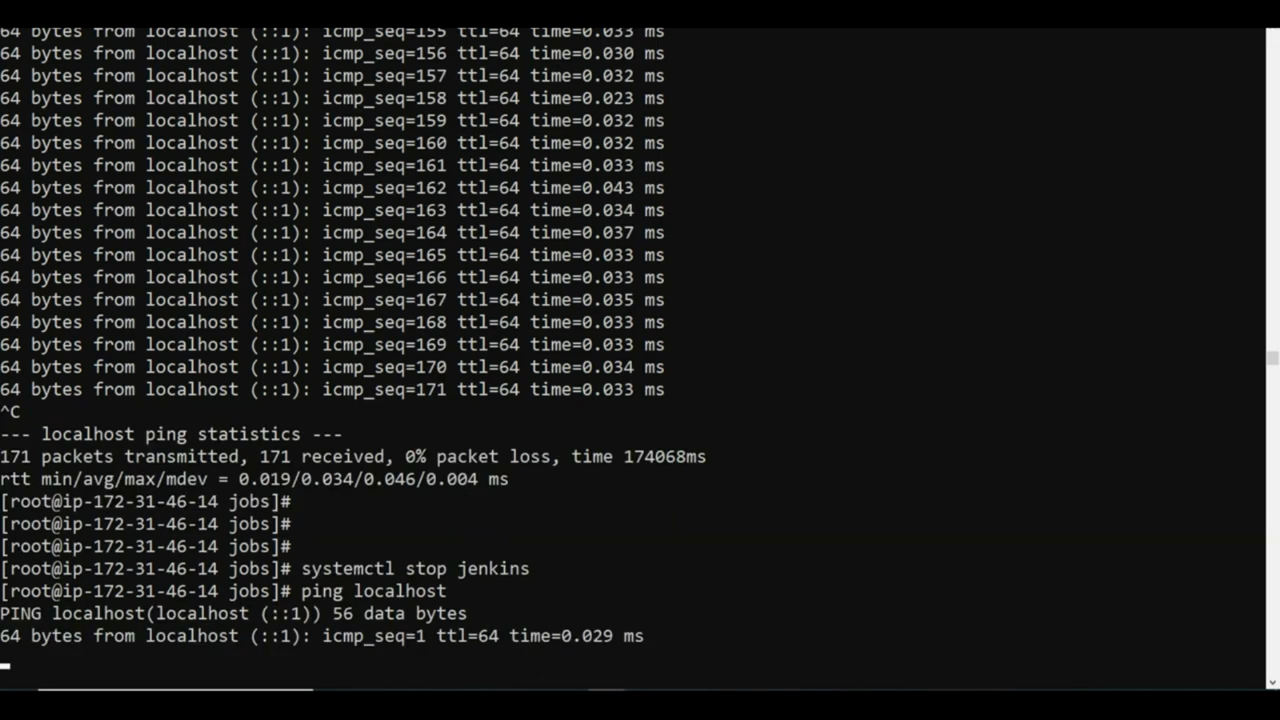 64 bytes from localhost (::1): icmp_seq=155 ttl=64 time=0.033 ms
64 bytes from localhost (::1): icmp_seq=156 ttl=64 time=0.030 ms
64 bytes from localhost (::1): icmp_seq=157 ttl=64 time=0.032 ms
64 bytes from localhost (::1): icmp_seq=158 ttl=64 time=0.023 ms
64 bytes from localhost (::1): icmp_seq=159 ttl=64 time=0.032 ms
64 bytes from localhost (::1): icmp_seq=160 ttl=64 time=0.032 ms
64 bytes from localhost (::1): icmp_seq=161 ttl=64 time=0.033 ms
64 bytes from localhost (::1): icmp_seq=162 ttl=64 time=0.043 ms
64 bytes from localhost (::1): icmp_seq=163 ttl=64 time=0.034 ms
64 bytes from localhost (::1): icmp_seq=164 ttl=64 time=0.037 ms
64 bytes from localhost (::1): icmp_seq=165 ttl=64 time=0.033 ms
64 bytes from localhost (::1): icmp_seq=166 ttl=64 time=0.033 ms
64 bytes from localhost (::1): icmp_seq=167 ttl=64 time=0.035 ms
64 bytes from localhost (::1): icmp_seq=168 ttl=64 time=0.033 ms
64 bytes from localhost (::1): icmp_seq=169 ttl=64 time=0.033 ms
64 bytes from localhost (::1): icmp_seq=170 ttl=64 time=0.034 ms
64 bytes from localhost (::1): icmp_seq=171 ttl=64 time=0.033 ms
^C
--- localhost ping statistics ---
171 packets transmitted, 171 received, 0% packet loss, time 174068ms
rtt min/avg/max/mdev = 0.019/0.034/0.046/0.004 ms
[root@ip-172-31-46-14 jobs]#
[root@ip-172-31-46-14 jobs]#
[root@ip-172-31-46-14 jobs]#
[root@ip-172-31-46-14 jobs]# systemctl stop jenkins
[root@ip-172-31-46-14 jobs]# ping localhost
PING localhost(localhost (::1)) 56 data bytes
64 bytes from localhost (::1): icmp_seq=1 ttl=64 time=0.029 ms